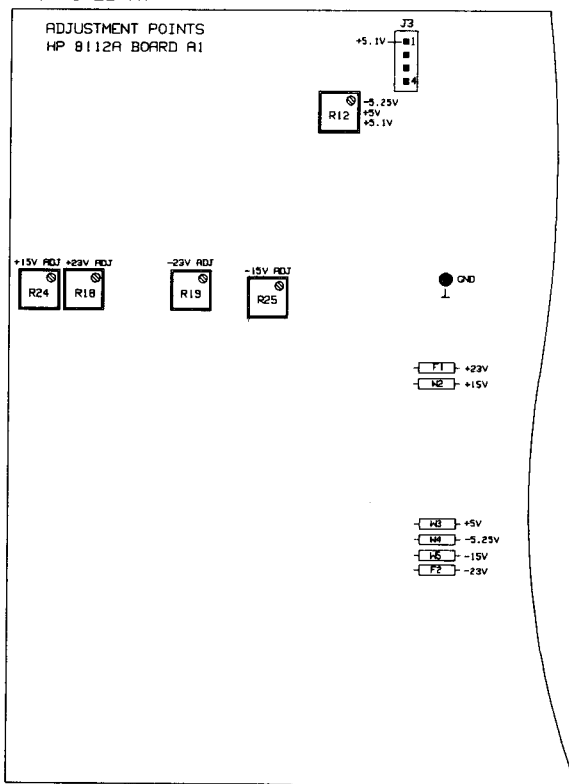 ADJUSTMENT POINTS
HP 8112A BOARD A1
J3
+5.1V
1
4
R12
-5.25V
+5V
+5.1V
+15V ADJ +23V ADJ
-23V ADJ
-15V ADJ
R24
R18
R19
R25
GND
F1 +23V
W2 +15V
W3 +5V
W4 -5.25V
W5 -15V
F2 -23V